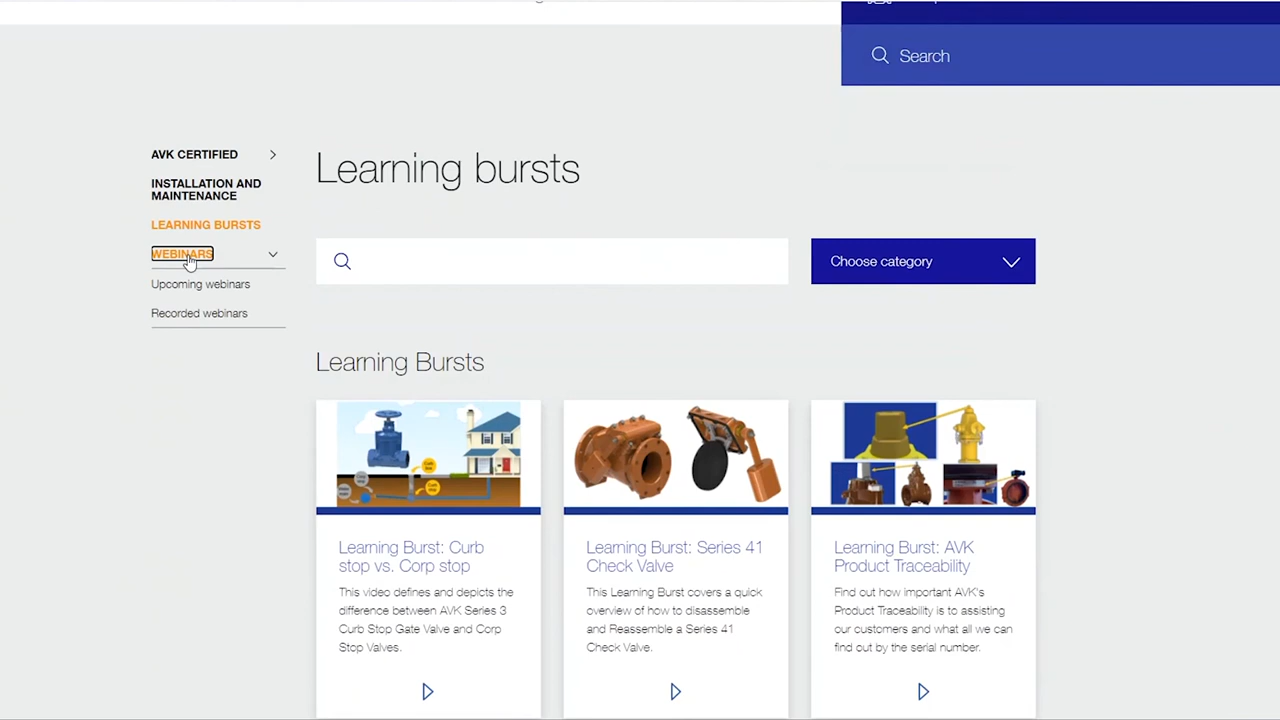 Search
AVK CERTIFIED
INSTALLATION AND
MAINTENANCE
LEARNING BURSTS
WEBINARS
Upcoming webinars
Recorded webinars
Learning bursts
Choose category
Learning Bursts
Learning Burst: Curb
stop vs. Corp stop
This video defines and depicts the
difference between AVK Series 3
Curb Stop Gate Valve and Corp
Stop Valves.
Learning Burst: Series 41
Check Valve
This Learning Burst covers a quick
overview of how to disassemble
and Reassemble a Series 41
Check Valve.
Learning Burst: AVK
Product Traceability
Find out how important AVK's
Product Traceability is to assisting
our customers and what all we can
find out by the serial number.